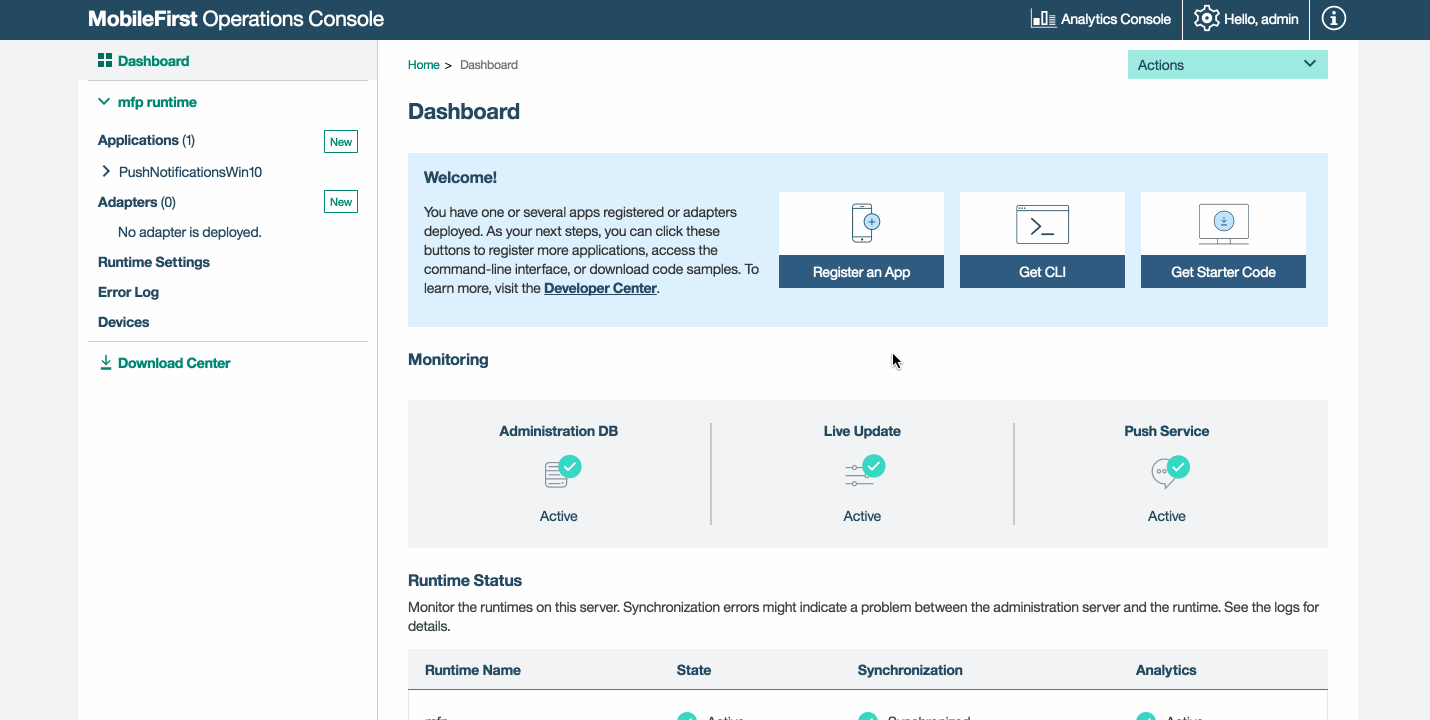 MobileFirst Operations Console
Analytics Console
Hello, admin
Dashboard
mfp runtime
Applications (1)
New
PushNotificationsWin10
Adapters (0)
New
No adapter is deployed.
Runtime Settings
Error Log
Devices
Download Center
Home > Dashboard
Actions
Dashboard
Welcome!
You have one or several apps registered or adapters
deployed. As your next steps, you can click these
buttons to register more applications, access the
command-line interface, or download code samples. To
learn more, visit the Developer Center.
Register an App
Get CLI
Get Starter Code
Monitoring
Administration DB
Active
Live Update
Active
Push Service
Active
Runtime Status
Monitor the runtimes on this server. Synchronization errors might indicate a problem between the administration server and the runtime. See the logs for
details.
Runtime Name State Synchronization Analytics
mfp Active Synchronized Active